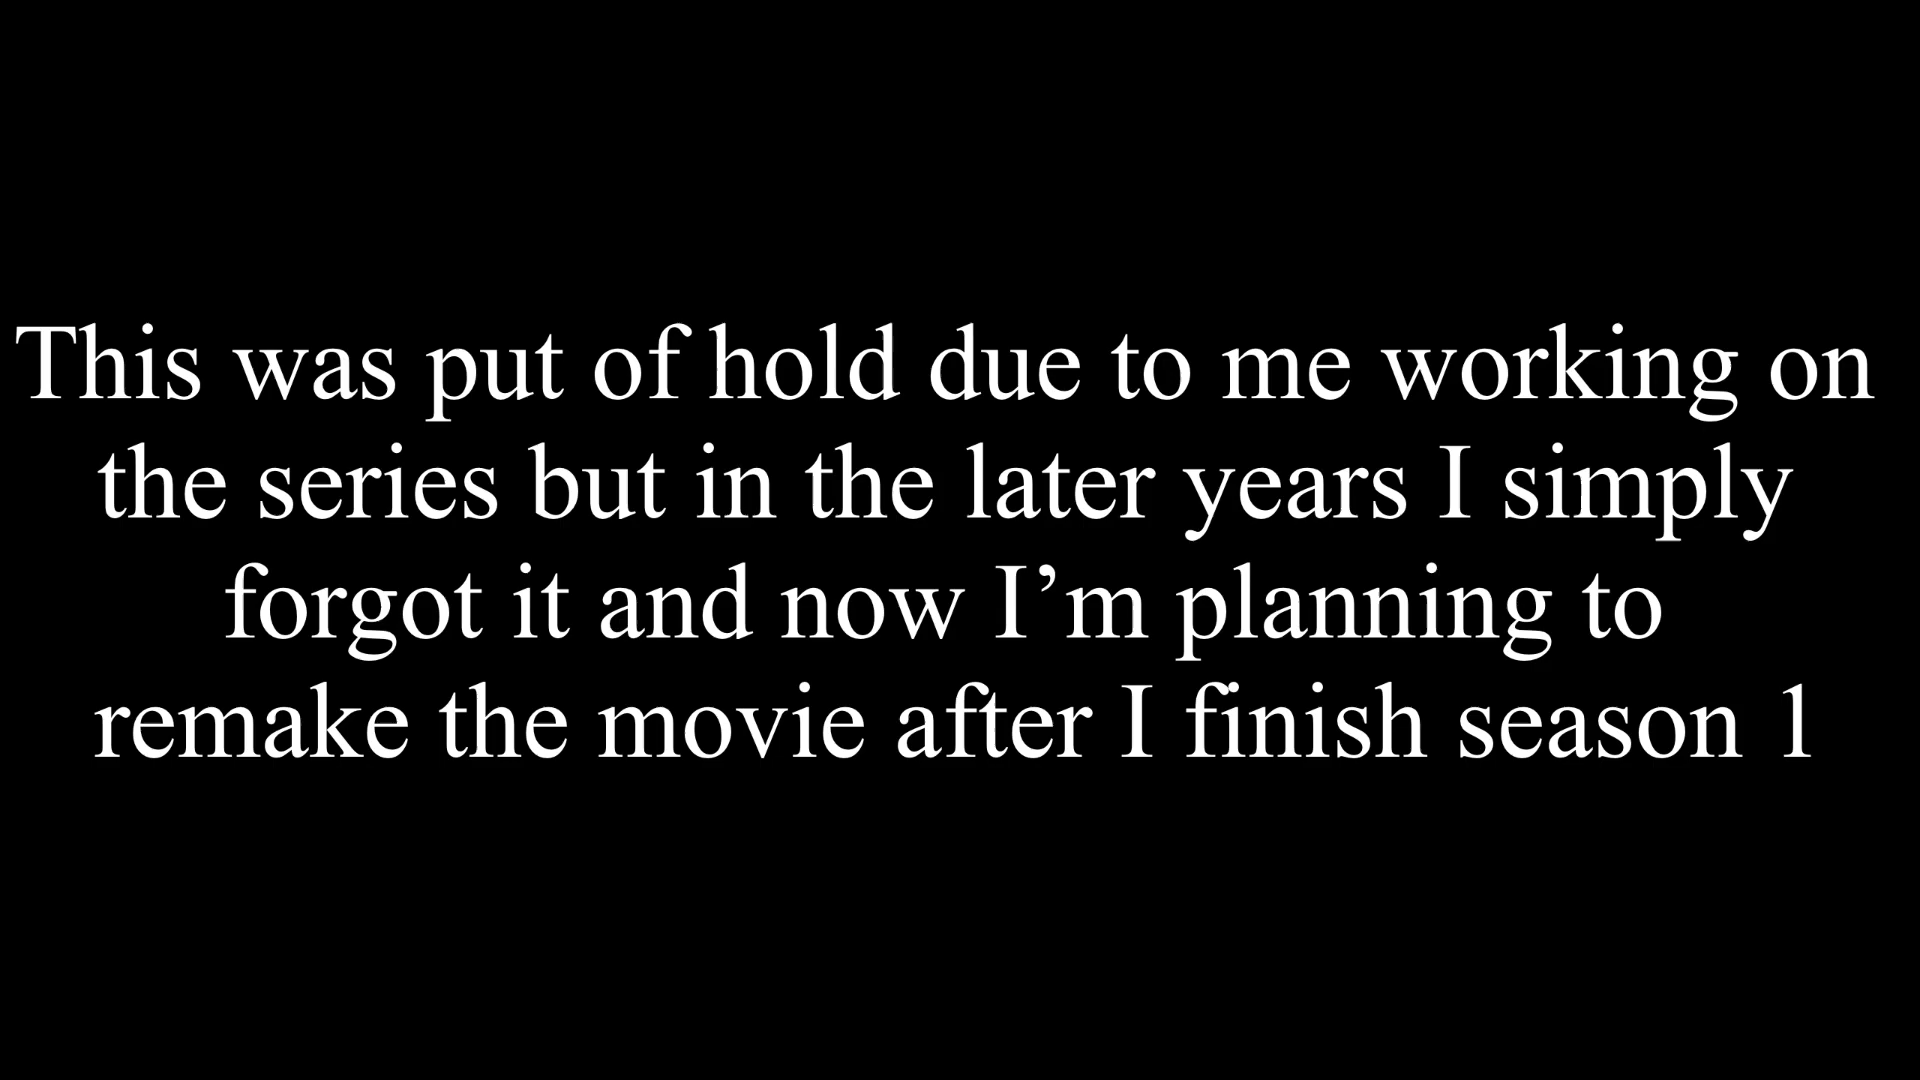 This was put of hold due to me working on
the series but in the later years I simply
forgot it and now I’m planning to
remake the movie after I finish season 1